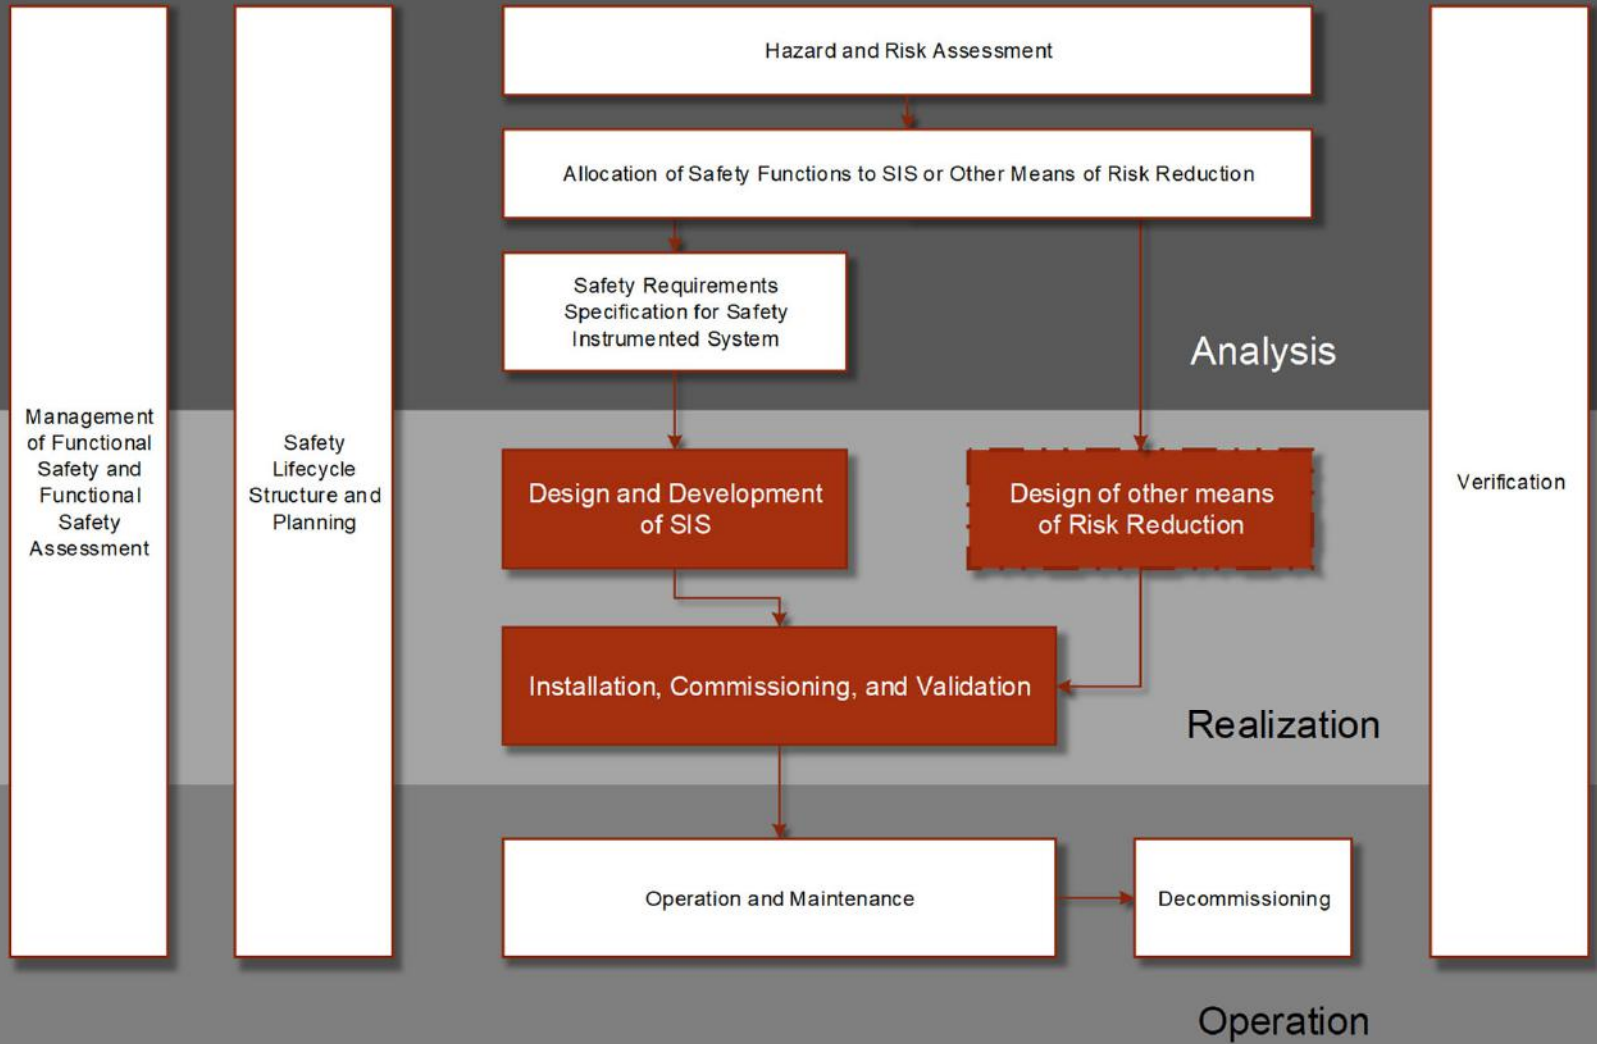 Hazard and Risk Assessment
Allocation of Safety Functions to SIS or Other Means of Risk Reduction
Safety Requirements
Specification for Safety
Instrumented System
Analysis
Management
of Functional
Safety and
Functional
Safety
Assessment
Safety
Lifecycle
Structure and
Planning
Design and Development
of SIS
Design of other means
of Risk Reduction
Verification
Installation, Commissioning, and Validation
Realization
Operation and Maintenance
Decommissioning
Operation